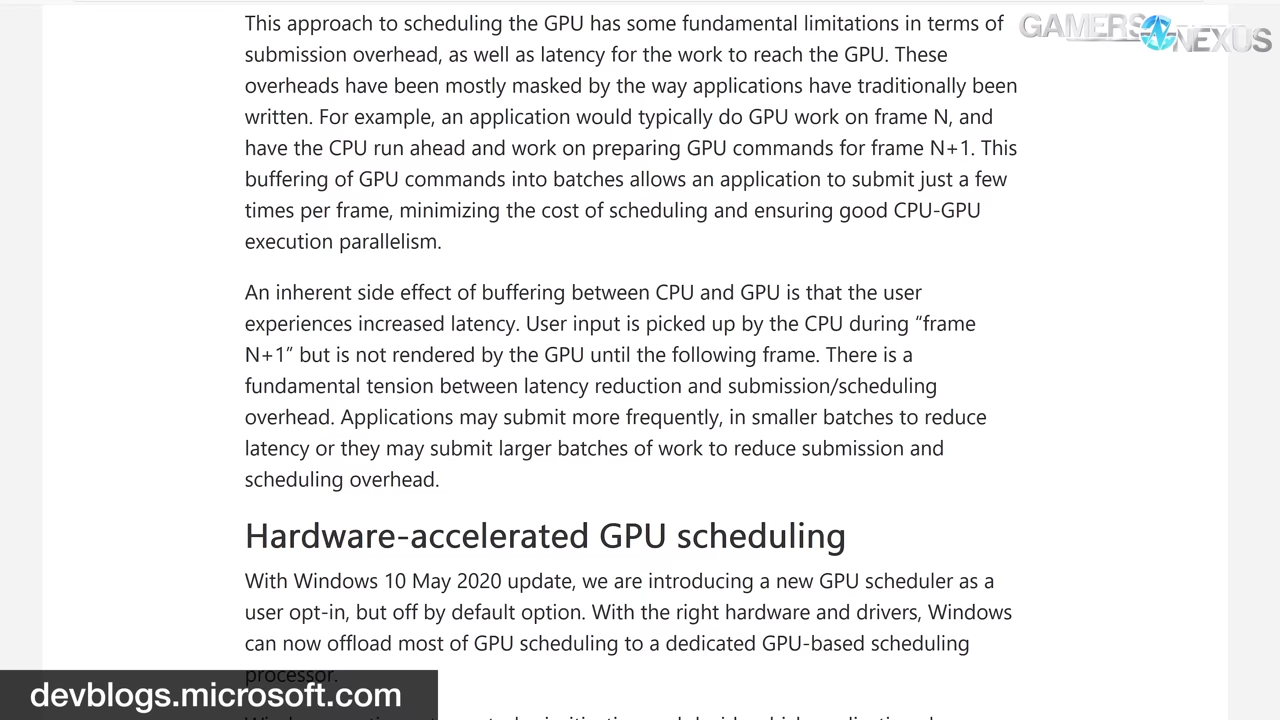 This approach to scheduling the GPU has some fundamental limitations in terms of
submission overhead, as well as latency for the work to reach the GPU. These
overheads have been mostly masked by the way applications have traditionally been
written. For example, an application would typically do GPU work on frame N, and
have the CPU run ahead and work on preparing GPU commands for frame N+1. This
buffering of GPU commands into batches allows an application to submit just a few
times per frame, minimizing the cost of scheduling and ensuring good CPU-GPU
execution parallelism.
An inherent side effect of buffering between CPU and GPU is that the user
experiences increased latency. User input is picked up by the CPU during “frame
N+1” but is not rendered by the GPU until the following frame. There is a
fundamental tension between latency reduction and submission/scheduling
overhead. Applications may submit more frequently, in smaller batches to reduce
latency or they may submit larger batches of work to reduce submission and
scheduling overhead.
Hardware-accelerated GPU scheduling
With Windows 10 May 2020 update, we are introducing a new GPU scheduler as a
user opt-in, but off by default option. With the right hardware and drivers, Windows
can now offload most of GPU scheduling to a dedicated GPU-based scheduling
processor.
devblogs.microsoft.com
GAMERS NEXUS